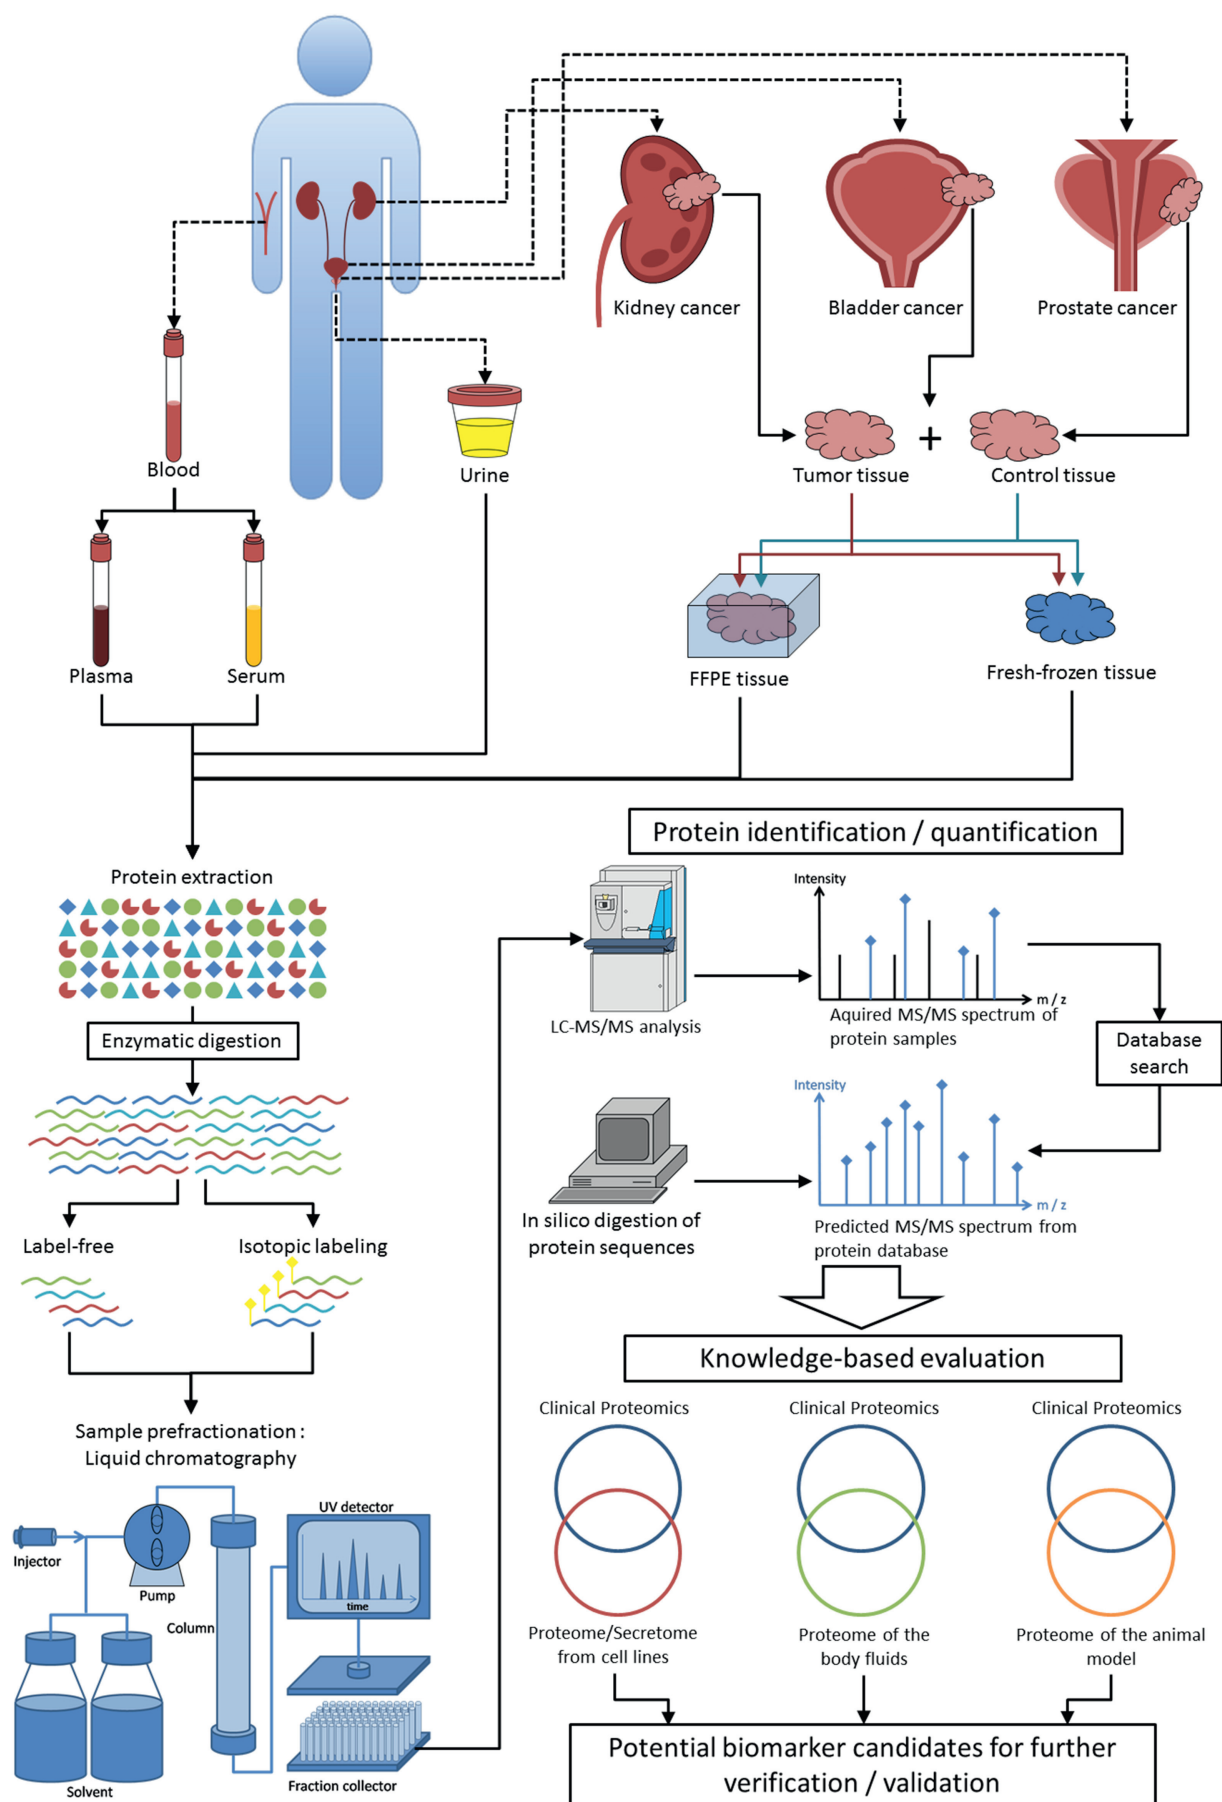 Kidney cancer
Bladder cancer
Prostate cancer
Blood
Urine
Tumor tissue
+
Control tissue
Plasma
Serum
FFPE tissue
Fresh-frozen tissue
Protein extraction
Enzymatic digestion
Label-free
Isotopic labeling
Sample prefractionation :
Liquid chromatography
Injector
Pump
Column
UV detector
time
Solvent
Fraction collector
Protein identification / quantification
LC-MS/MS analysis
Intensity
m / z
Aquired MS/MS spectrum of
protein samples
Database
search
In silico digestion of
protein sequences
Intensity
m / z
Predicted MS/MS spectrum from
protein database
Knowledge-based evaluation
Clinical Proteomics
Proteome/Secretome
from cell lines
Clinical Proteomics
Proteome of the
body fluids
Clinical Proteomics
Proteome of the animal
model
Potential biomarker candidates for further
verification / validation